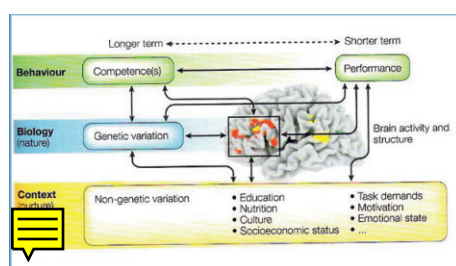 Longer term
Shorter term
Behaviour
Competence(s)
Performance
Biology
(nature)
Genetic variation
Brain activity and
structure
Context
(nurture)
Non-genetic variation
• Education
• Nutrition
• Culture
• Socioeconomic status
• Task demands
• Motivation
• Emotional state
• ...